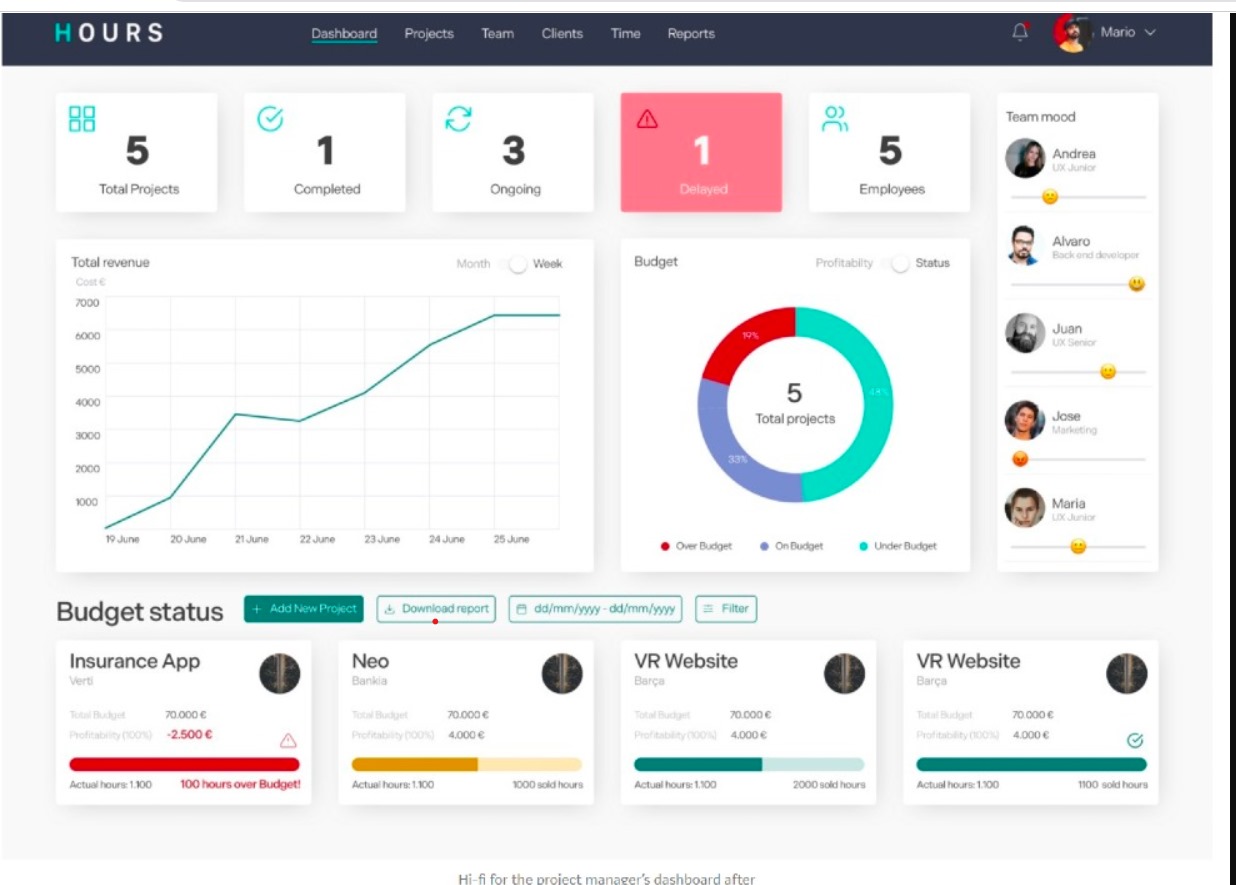 HOURS
Dashboard Projects Team Clients Time Reports
Mario
5
Total Projects
1
Completed
3
Ongoing
1
Delayed
5
Employees
Team mood
Andrea
UX Junior
Alvaro
Back end developer
Juan
UX Senior
Jose
Marketing
Maria
UX Junior
Total revenue
Month Week
Cost €
7000
6000
5000
4000
3000
2000
1000
19 June 20 June 21 June 22 June 23 June 24 June 25 June
Budget
Profitabilty Status
19%
48%
33%
5
Total projects
Over Budget On Budget Under Budget
Budget status
+ Add New Project
Download report
dd/mm/yyyy - dd/mm/yyyy
Filter
Insurance App
Verti
Total Budget 70.000 €
Profitability (100%) -2.500 €
Actual hours: 1.100 100 hours over Budget!
Neo
Bankia
Total Budget 70.000 €
Profitability (100%) 4.000 €
Actual hours: 1.100 1000 sold hours
VR Website
Barça
Total Budget 70.000 €
Profitability (100%) 4.000 €
Actual hours: 1.100 2000 sold hours
VR Website
Barça
Total Budget 70.000 €
Profitability (100%) 4.000 €
Actual hours: 1.100 1100 sold hours
Hi-fi for the project manager's dashboard after